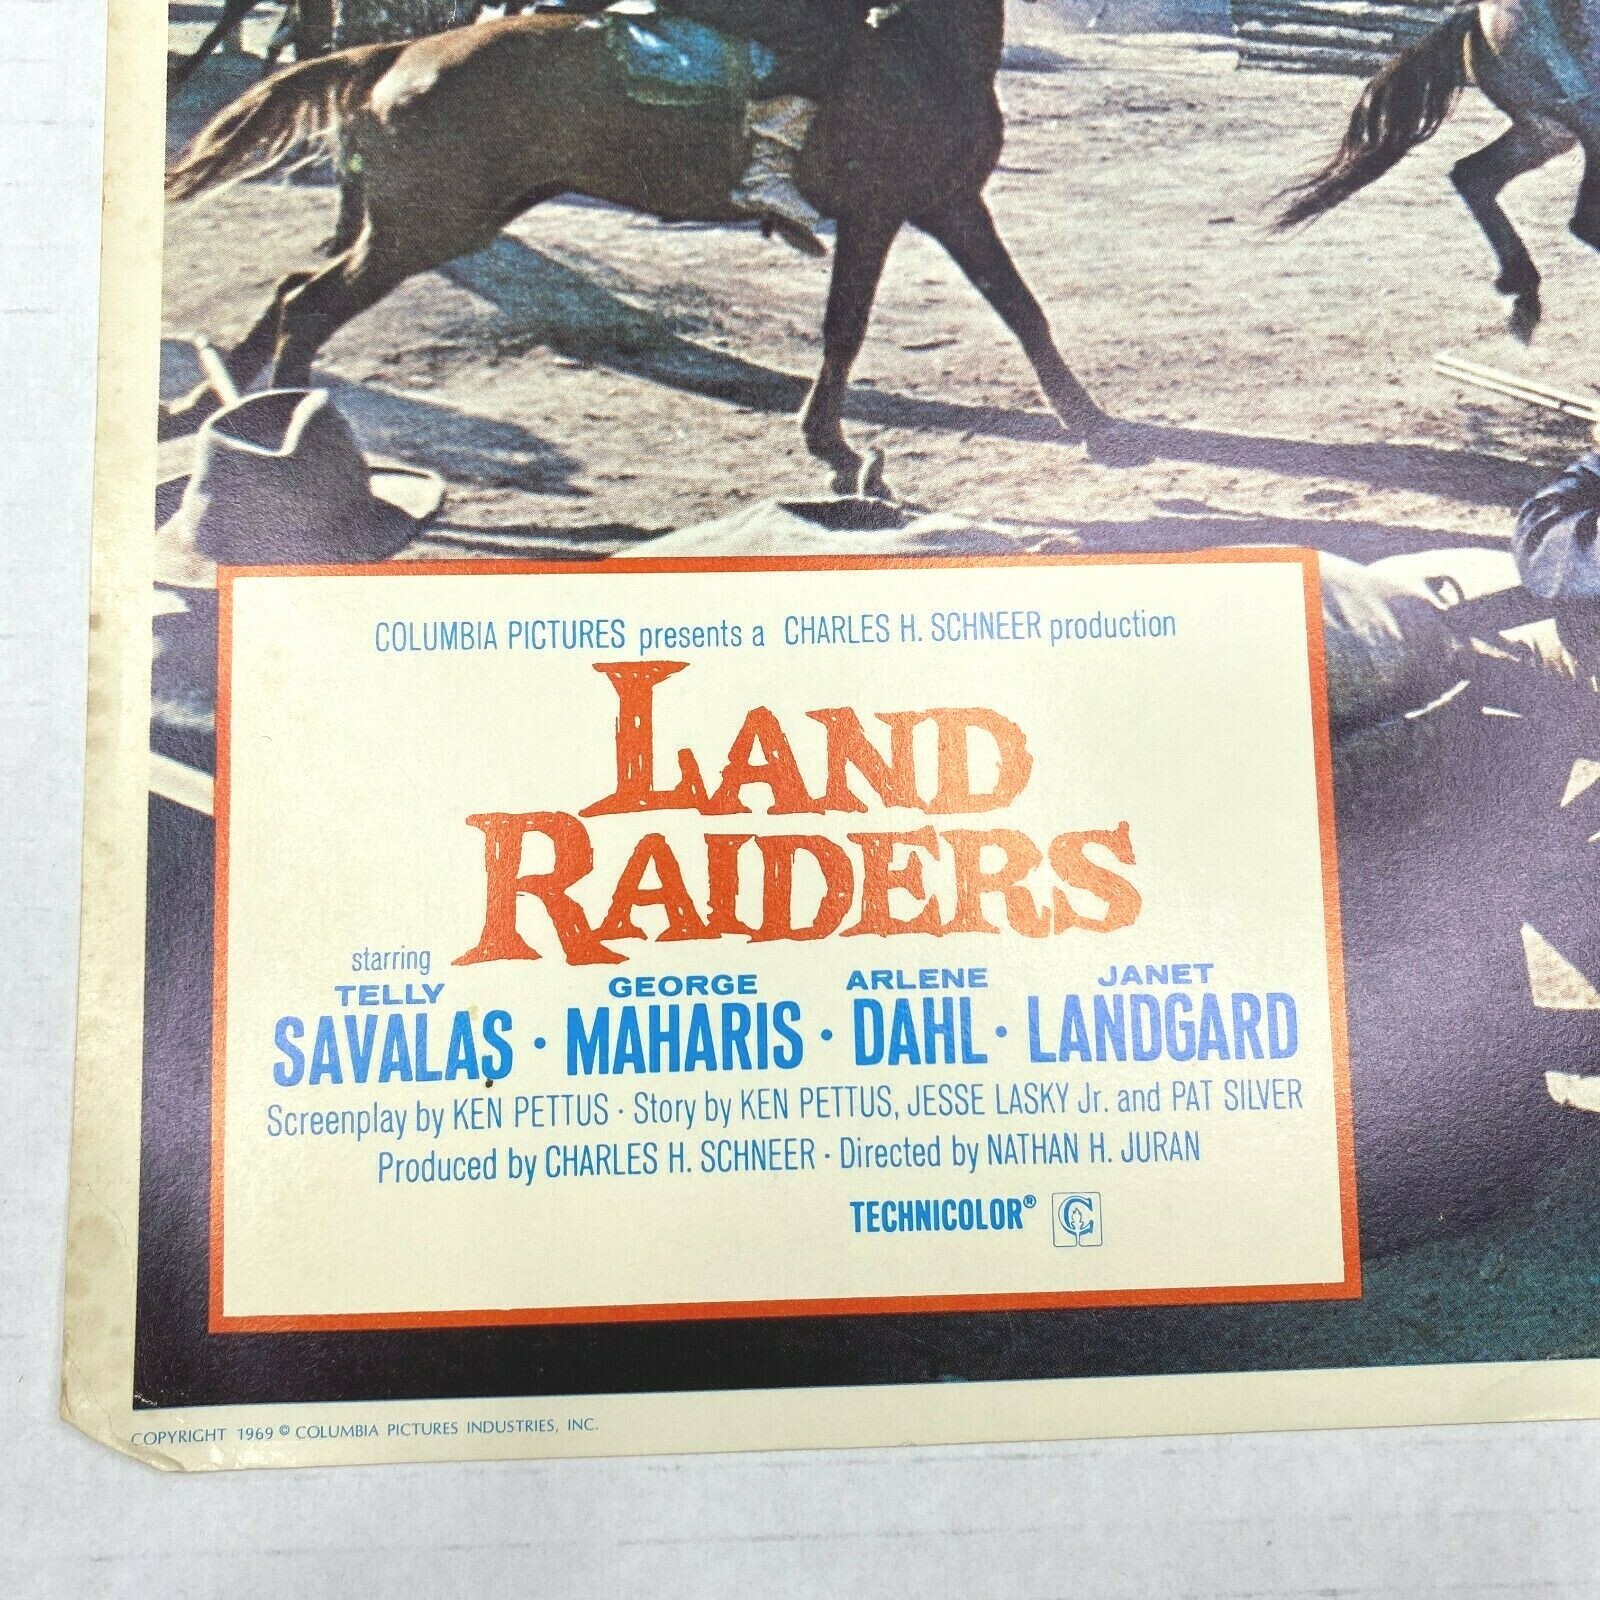 COLUMBIA PICTURES presents a CHARLES H. SCHNEER production
LAND
RAIDERS
starring
TELLY GEORGE ARLENE JANET
SAVALAS · MAHARIS · DAHL · LANDGARD
Screenplay by KEN PETTUS · Story by KEN PETTUS, JESSE LASKY Jr. and PAT SILVER
Produced by CHARLES H. SCHNEER · Directed by NATHAN H. JURAN
TECHNICOLOR®
COPYRIGHT 1969 © COLUMBIA PICTURES INDUSTRIES, INC.